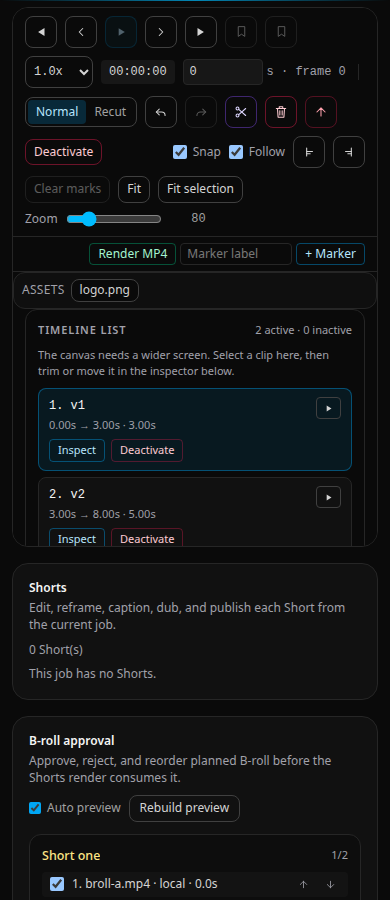 1.0x 00:00:00 0 s · frame 0
Normal Recut
Deactivate Snap Follow
Clear marks Fit Fit selection
Zoom 80
Render MP4 Marker label + Marker
ASSETS logo.png
TIMELINE LIST 2 active · 0 inactive
The canvas needs a wider screen. Select a clip here, then
trim or move it in the inspector below.
1. v1
0.00s → 3.00s · 3.00s
Inspect Deactivate
2. v2
3.00s → 8.00s · 5.00s
Inspect Deactivate
Shorts
Edit, reframe, caption, dub, and publish each Short from
the current job.
0 Short(s)
This job has no Shorts.
B-roll approval
Approve, reject, and reorder planned B-roll before the
Shorts render consumes it.
Auto preview Rebuild preview
Short one 1/2
1. broll-a.mp4 · local · 0.0s ↑ ↓